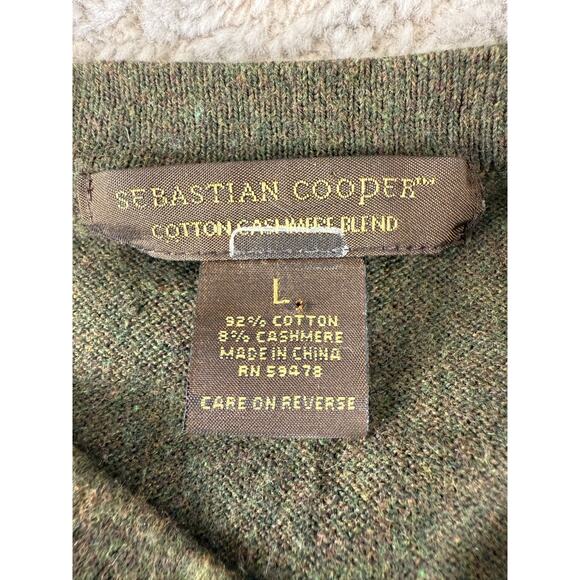 SEBASTIAN COOPER™
COTTON CASHMERE BLEND
L
92% COTTON
8% CASHMERE
MADE IN CHINA
RN 59478
CARE ON REVERSE